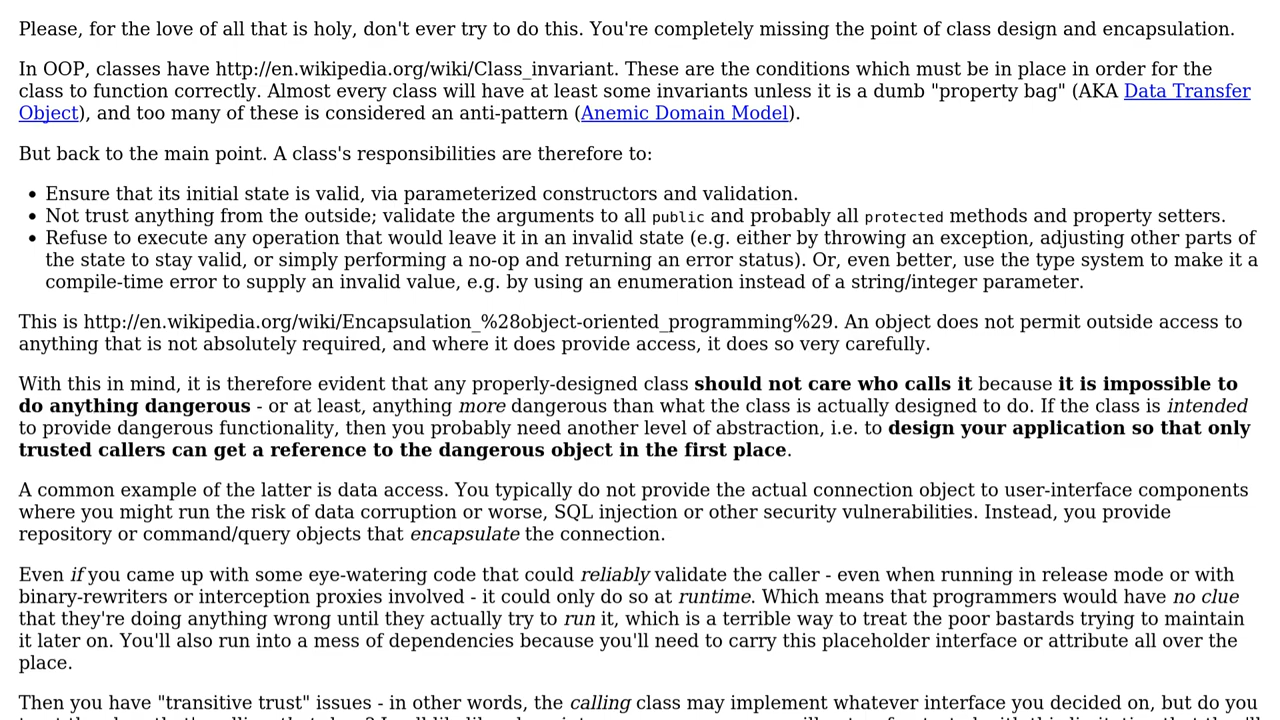 Please, for the love of all that is holy, don't ever try to do this. You're completely missing the point of class design and encapsulation.
In OOP, classes have http://en.wikipedia.org/wiki/Class_invariant. These are the conditions which must be in place in order for the
class to function correctly. Almost every class will have at least some invariants unless it is a dumb "property bag" (AKA Data Transfer
Object), and too many of these is considered an anti-pattern (Anemic Domain Model).
But back to the main point. A class's responsibilities are therefore to:
• Ensure that its initial state is valid, via parameterized constructors and validation.
• Not trust anything from the outside; validate the arguments to all public and probably all protected methods and property setters.
• Refuse to execute any operation that would leave it in an invalid state (e.g. either by throwing an exception, adjusting other parts of
the state to stay valid, or simply performing a no-op and returning an error status). Or, even better, use the type system to make it a
compile-time error to supply an invalid value, e.g. by using an enumeration instead of a string/integer parameter.
This is http://en.wikipedia.org/wiki/Encapsulation_%28object-oriented_programming%29. An object does not permit outside access to
anything that is not absolutely required, and where it does provide access, it does so very carefully.
With this in mind, it is therefore evident that any properly-designed class should not care who calls it because it is impossible to
do anything dangerous - or at least, anything more dangerous than what the class is actually designed to do. If the class is intended
to provide dangerous functionality, then you probably need another level of abstraction, i.e. to design your application so that only
trusted callers can get a reference to the dangerous object in the first place.
A common example of the latter is data access. You typically do not provide the actual connection object to user-interface components
where you might run the risk of data corruption or worse, SQL injection or other security vulnerabilities. Instead, you provide
repository or command/query objects that encapsulate the connection.
Even if you came up with some eye-watering code that could reliably validate the caller - even when running in release mode or with
binary-rewriters or interception proxies involved - it could only do so at runtime. Which means that programmers would have no clue
that they're doing anything wrong until they actually try to run it, which is a terrible way to treat the poor bastards trying to maintain
it later on. You'll also run into a mess of dependencies because you'll need to carry this placeholder interface or attribute all over the
place.
Then you have "transitive trust" issues - in other words, the calling class may implement whatever interface you decided on, but do you